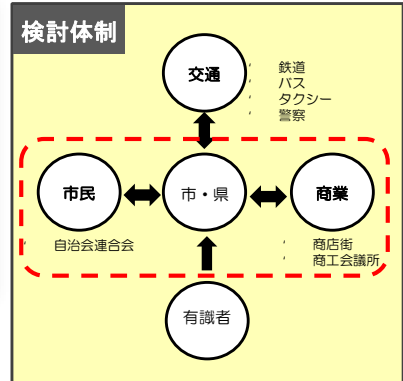 検討体制
交通
鉄道
バス
タクシー
警察
市民
市・県
商業
自治会連合会
商店街
商工会議所
有識者